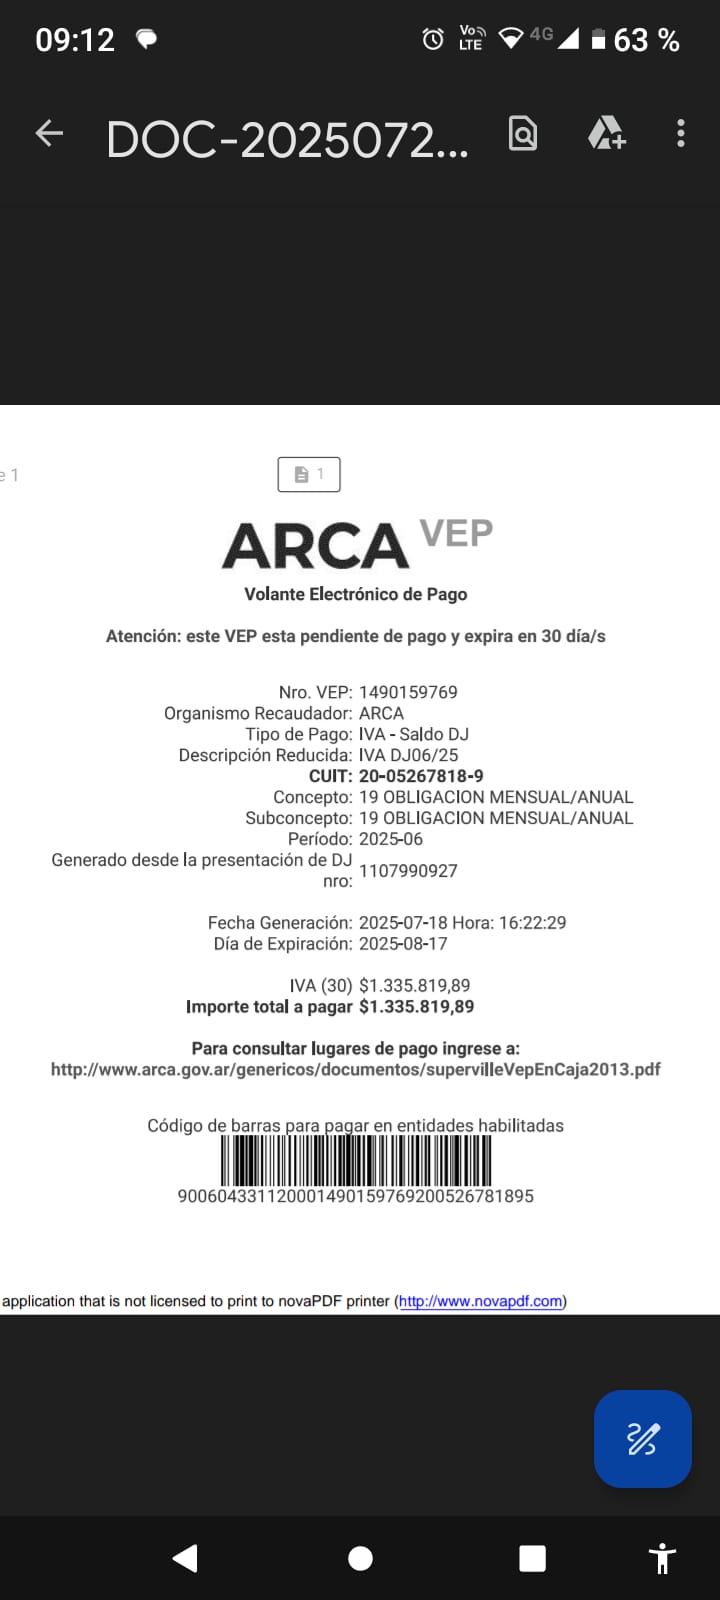 09:12
Vo LTE
4G
63 %
DOC-2025072...
e 1
1
ARCA VEP
Volante Electrónico de Pago
Atención: este VEP esta pendiente de pago y expira en 30 día/s
Nro. VEP: 1490159769
Organismo Recaudador: ARCA
Tipo de Pago: IVA - Saldo DJ
Descripción Reducida: IVA DJ06/25
CUIT: 20-05267818-9
Concepto: 19 OBLIGACION MENSUAL/ANUAL
Subconcepto: 19 OBLIGACION MENSUAL/ANUAL
Período: 2025-06
Generado desde la presentación de DJ
nro: 1107990927
Fecha Generación: 2025-07-18 Hora: 16:22:29
Día de Expiración: 2025-08-17
IVA (30) $1.335.819,89
Importe total a pagar $1.335.819,89
Para consultar lugares de pago ingrese a:
http://www.arca.gov.ar/genericos/documentos/supervilleVepEnCaja2013.pdf
Código de barras para pagar en entidades habilitadas
900604331120001490159769200526781895
application that is not licensed to print to novaPDF printer (http://www.novapdf.com)